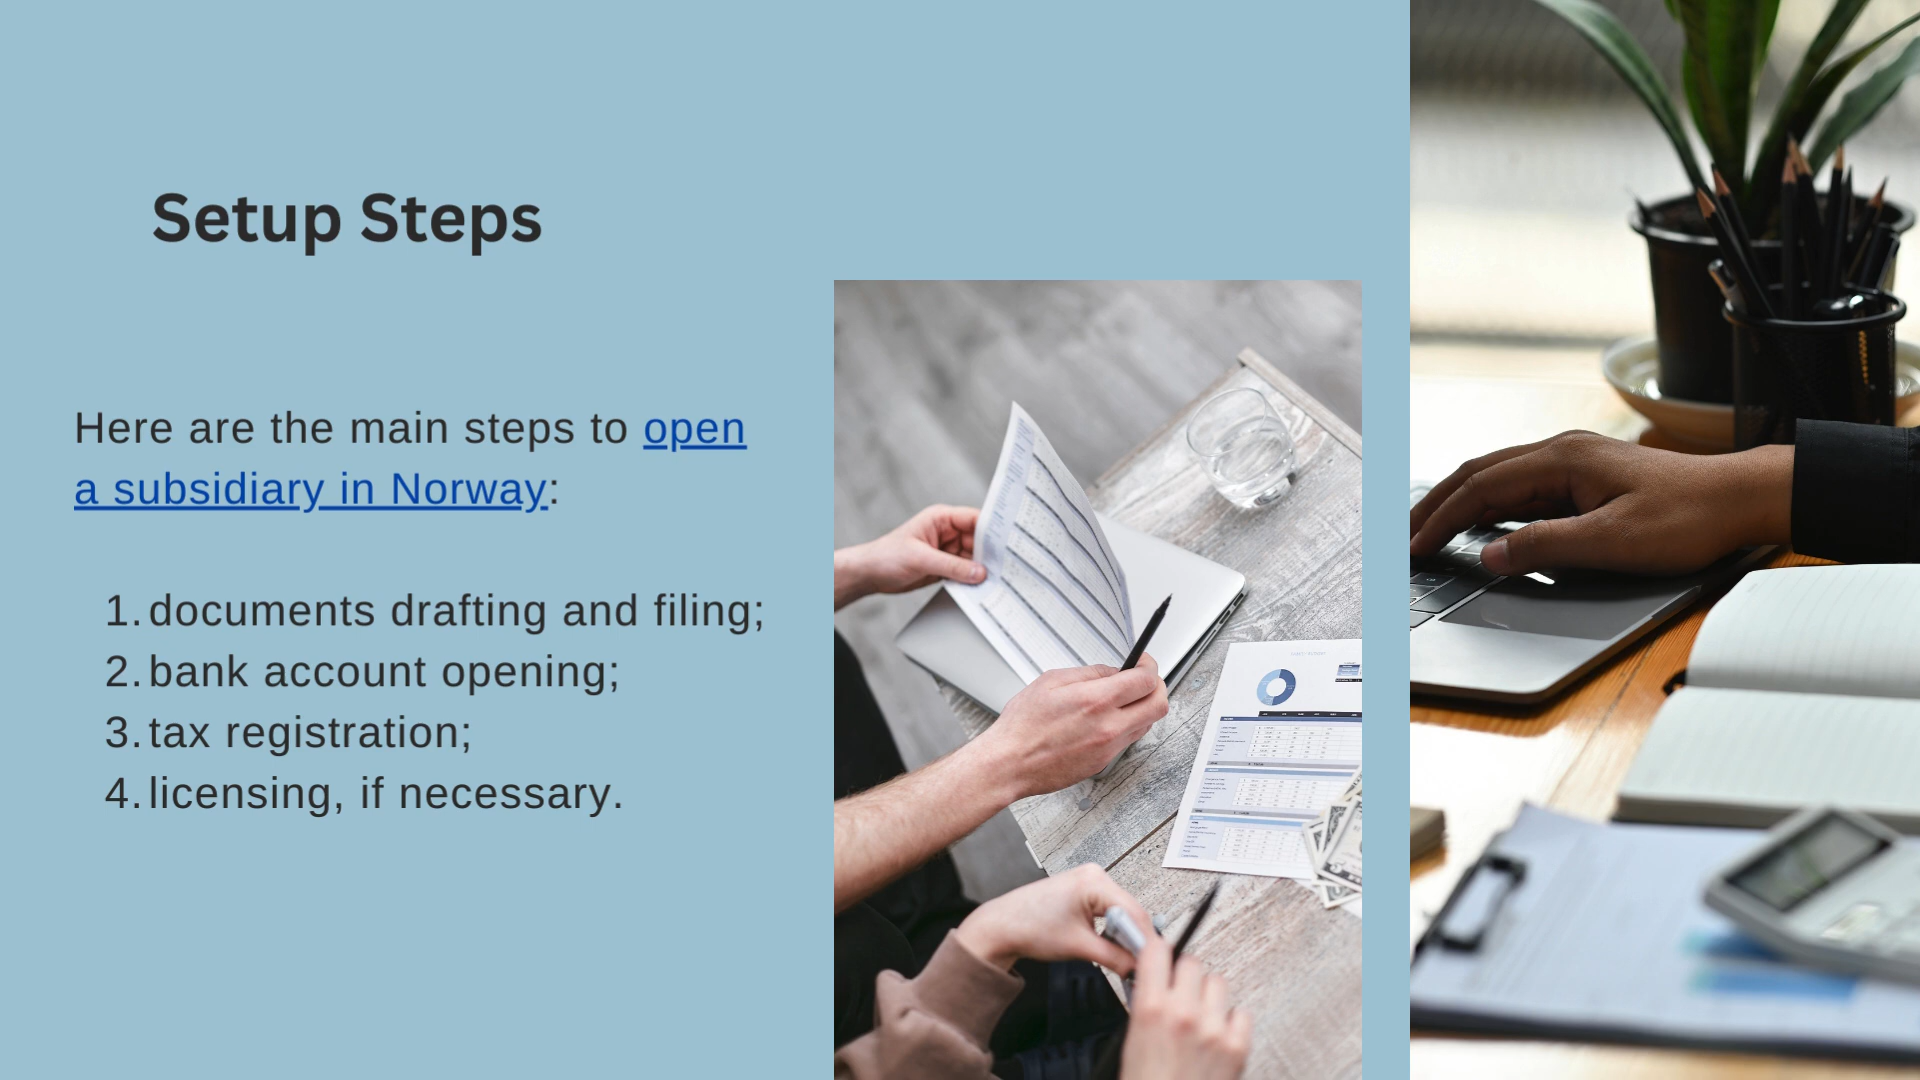 Setup Steps
Here are the main steps to open
a subsidiary in Norway:
1. documents drafting and filing;
2. bank account opening;
3. tax registration;
4. licensing, if necessary.